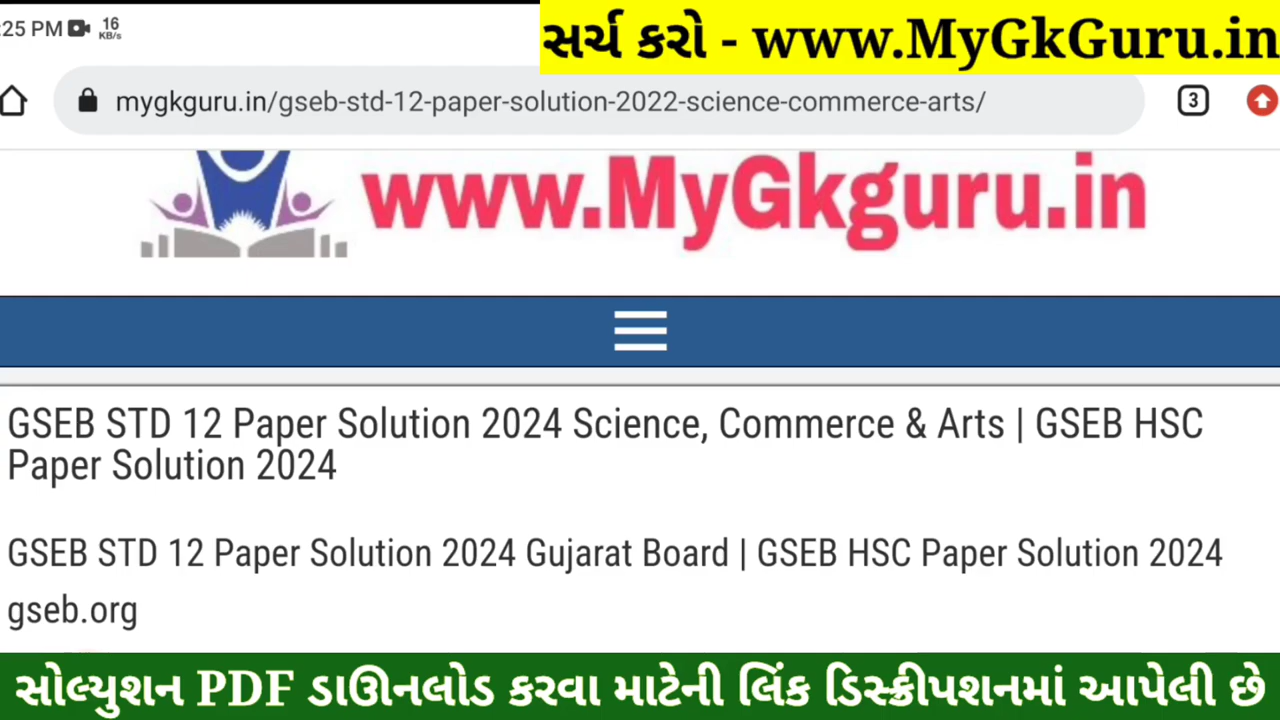 :25 PM 16 KB/s
સર્ચ કરો - www.MyGkGuru.in
mygkguru.in/gseb-std-12-paper-solution-2022-science-commerce-arts/
3
www.MyGkguru.in
GSEB STD 12 Paper Solution 2024 Science, Commerce & Arts | GSEB HSC
Paper Solution 2024
GSEB STD 12 Paper Solution 2024 Gujarat Board | GSEB HSC Paper Solution 2024
gseb.org
સોલ્યુશન PDF ડાઊનલોડ કરવા માટેની લિંક ડિસ્ક્રીપશનમાં આપેલી છે